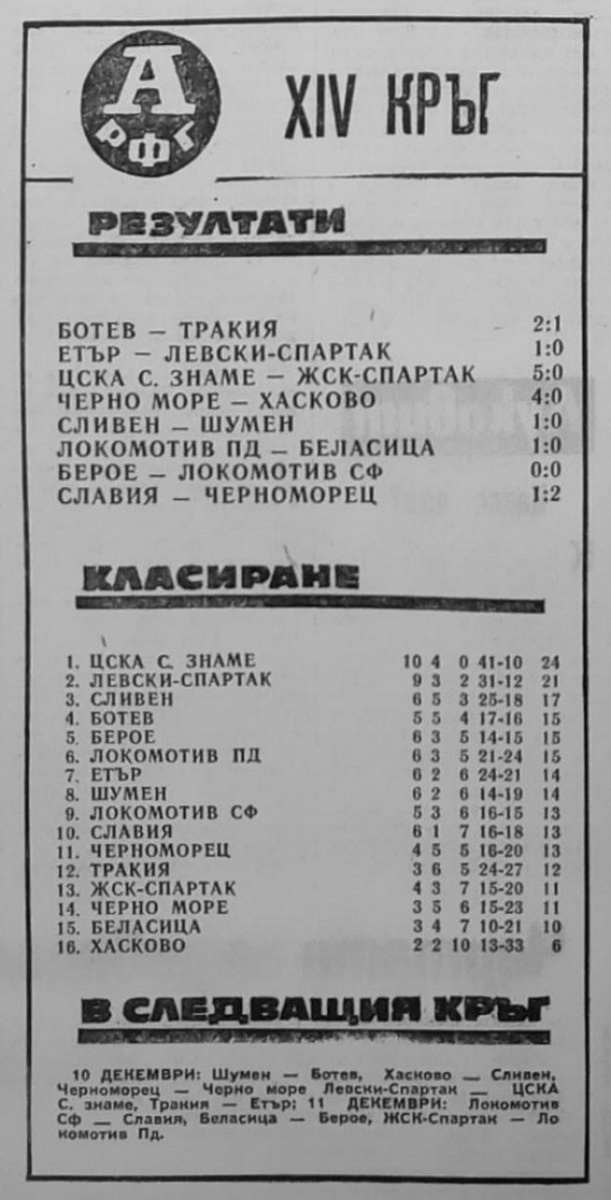 А
РФГ
XIV КРЪГ
РЕЗУЛТАТИ
БОТЕВ — ТРАКИЯ 2:1
ЕТЪР — ЛЕВСКИ-СПАРТАК 1:0
ЦСКА С. ЗНАМЕ — ЖСК-СПАРТАК 5:0
ЧЕРНО МОРЕ — ХАСКОВО 4:0
СЛИВЕН — ШУМЕН 1:0
ЛОКОМОТИВ ПД — БЕЛАСИЦА 1:0
БЕРОЕ — ЛОКОМОТИВ СФ 0:0
СЛАВИЯ — ЧЕРНОМОРЕЦ 1:2
КЛАСИРАНЕ
1. ЦСКА С. ЗНАМЕ 10 4 0 41-10 24
2. ЛЕВСКИ-СПАРТАК 9 3 2 31-12 21
3. СЛИВЕН 6 5 3 25-18 17
4. БОТЕВ 5 5 4 17-16 15
5. БЕРОЕ 6 3 5 14-15 15
6. ЛОКОМОТИВ ПД 6 3 5 21-24 15
7. ЕТЪР 6 2 6 24-21 14
8. ШУМЕН 6 2 6 14-19 14
9. ЛОКОМОТИВ СФ 5 3 6 16-15 13
10. СЛАВИЯ 6 1 7 16-18 13
11. ЧЕРНОМОРЕЦ 4 5 5 16-20 13
12. ТРАКИЯ 3 6 5 24-27 12
13. ЖСК-СПАРТАК 4 3 7 15-20 11
14. ЧЕРНО МОРЕ 3 5 6 15-23 11
15. БЕЛАСИЦА 3 4 7 10-21 10
16. ХАСКОВО 2 2 10 13-33 6
В СЛЕДВАЩИЯ КРЪГ
10 ДЕКЕМВРИ: Шумен — Ботев, Хасково — Сливен,
Черноморец — Черно море Левски-Спартак — ЦСКА
С. знаме, Тракия — Етър; 11 ДЕКЕМВРИ: Локомотив
Сф — Славия, Беласица — Берое, ЖСК-Спартак — Ло
комотив Пд.